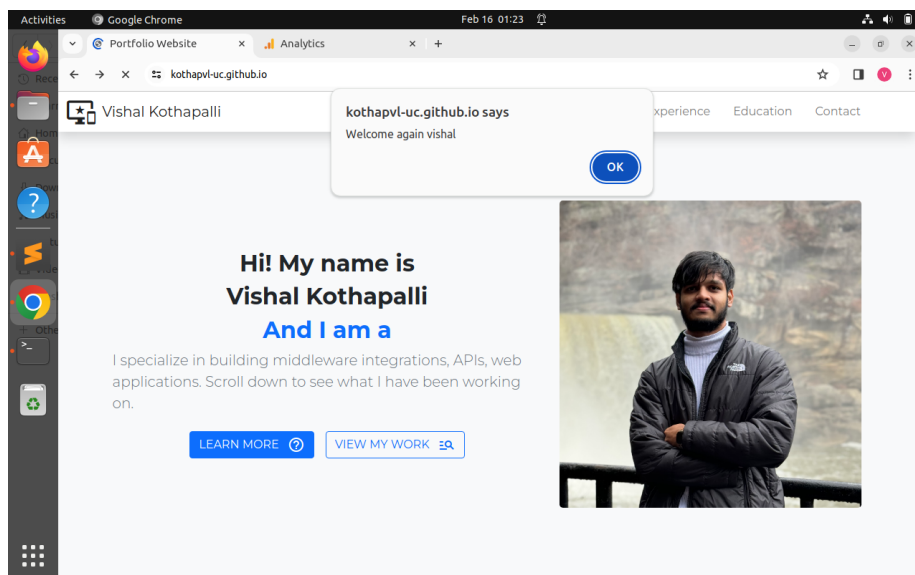 Activities
Google Chrome
Feb 16 01:23
Portfolio Website
Analytics
kothapvl-uc.github.io
V
Vishal Kothapalli
Education
Contact
kothapvl-uc.github.io says
Welcome again vishal
OK
Hi! My name is
Vishal Kothapalli
And I am a
I specialize in building middleware integrations, APIs, web
applications. Scroll down to see what I have been working
on.
LEARN MORE
VIEW MY WORK